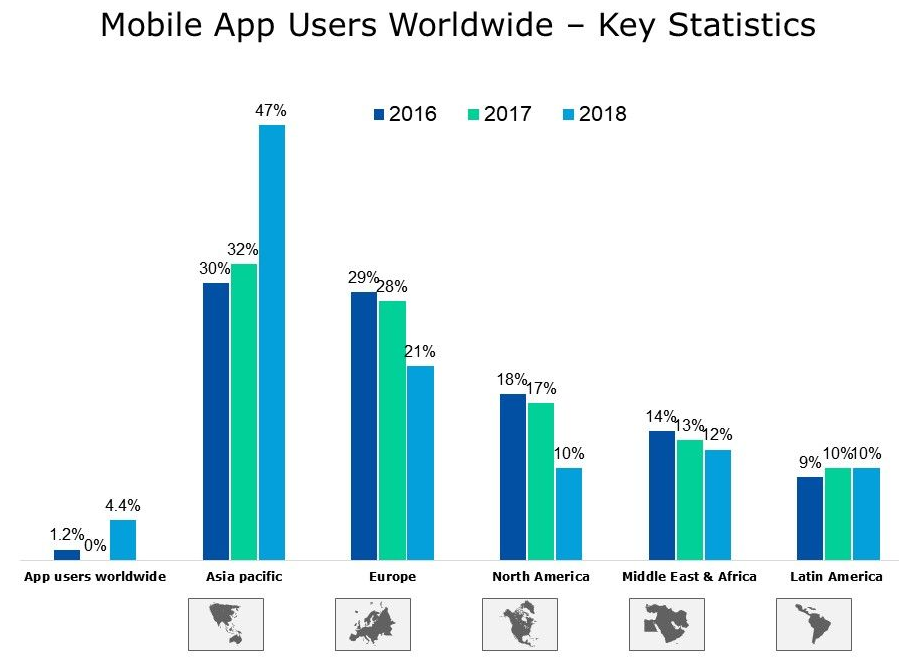 Mobile App Users Worldwide – Key Statistics
2016 2017 2018
1.2% 0% 4.4%
30% 32% 47%
29% 28% 21%
18% 17% 10%
14% 13% 12%
9% 10% 10%
App users worldwide
Asia pacific
Europe
North America
Middle East & Africa
Latin America